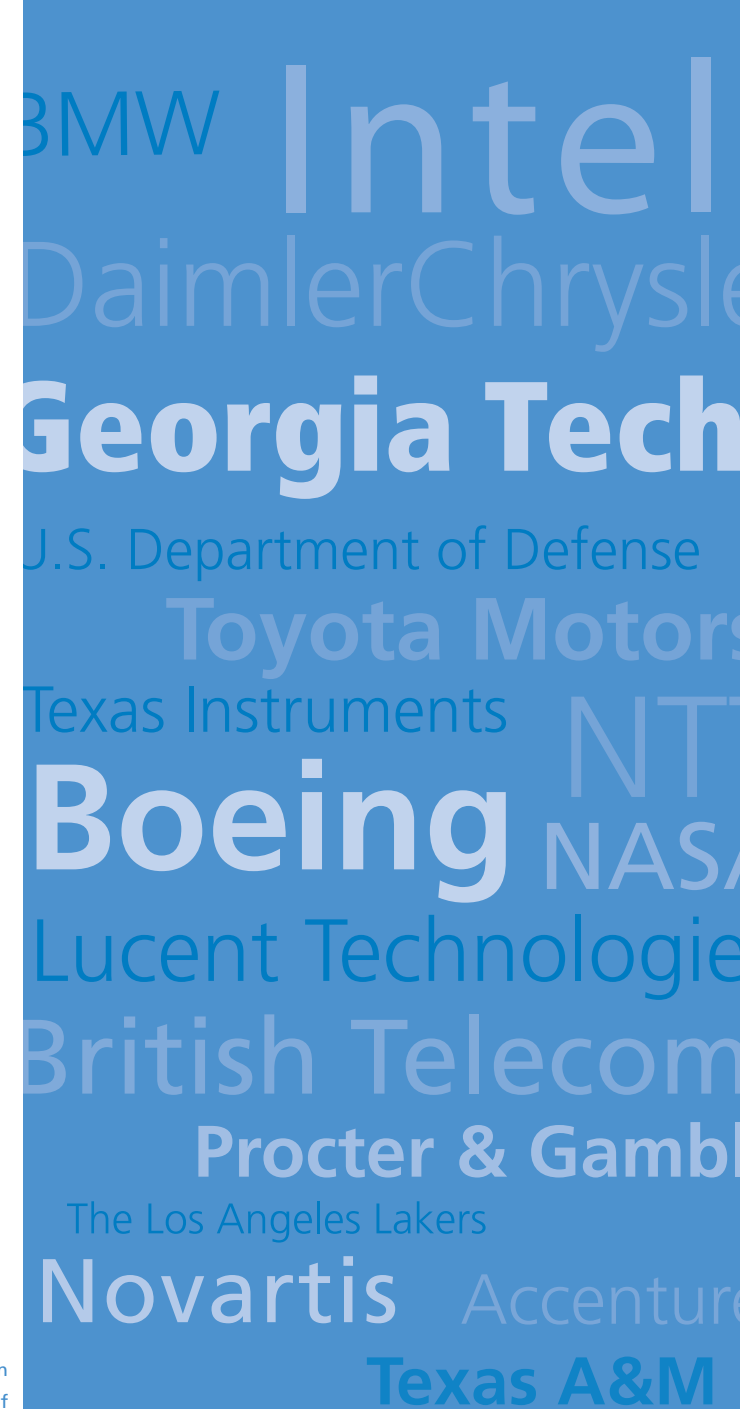 BMW Intel
DaimlerChrysle
Georgia Tech
U.S. Department of Defense
Toyota Motors
Texas Instruments
NTT
Boeing
NASA
Lucent Technologie
British Telecom
Procter & Gambl
The Los Angeles Lakers
Novartis Accenture
n
Texas A&M
f